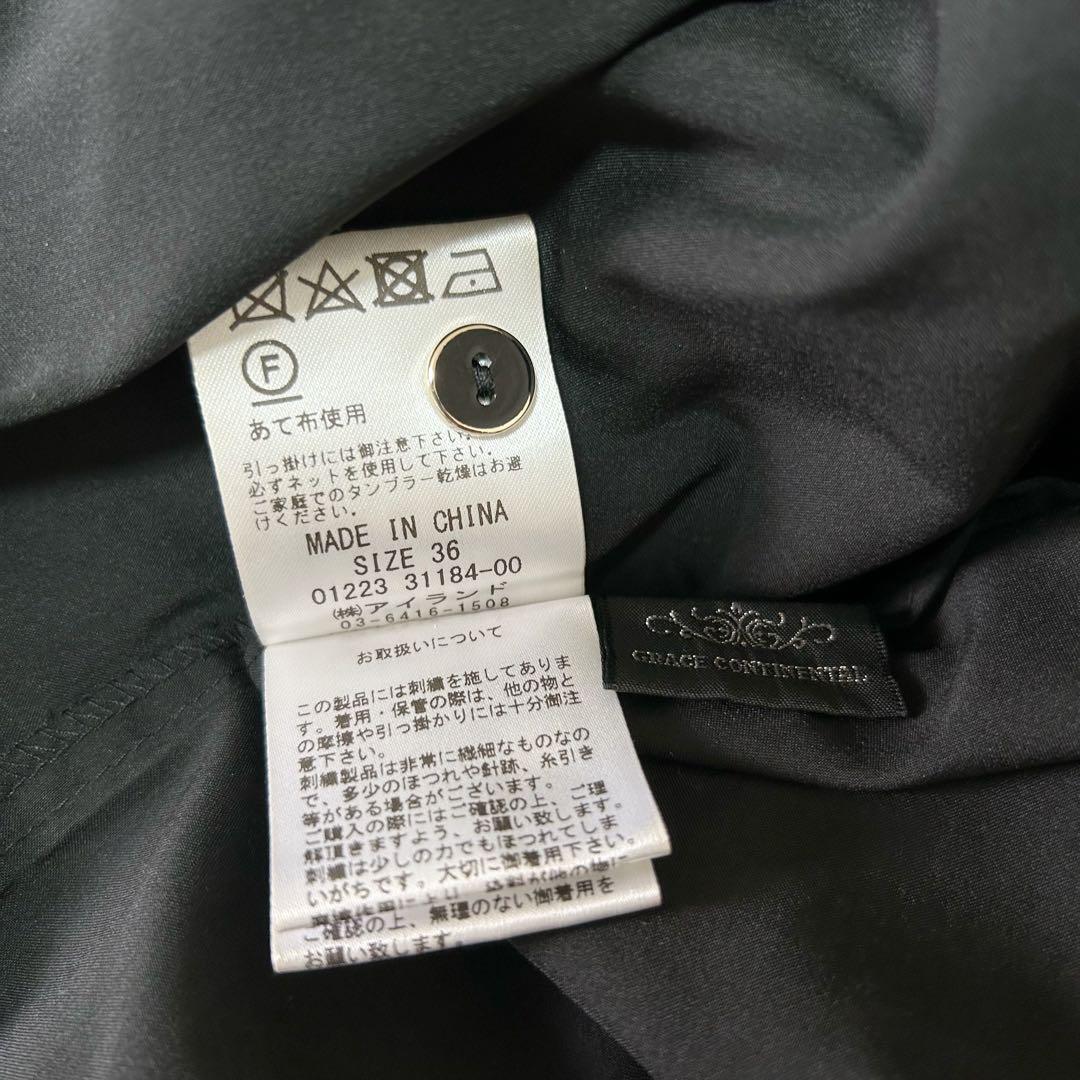 F
あて布使用
引っ掛けには御注意下さい。
必ずネットを使用して下さい。
ご家庭でのタンブラー乾燥はお避
けください。
MADE IN CHINA
SIZE 36
01223 31184-00
(株)アイランド
03-6416-1508
GRACE CONTINENTAL
お取扱いについて
この製品には刺繍を施してありま
す。着用・保管の際は、他の物と
の摩擦や引っ掛かりには十分御注
意下さい。
刺繍製品は非常に繊細なものなの
で、多少のほつれや針跡、糸引き
等がある場合がございます。
ご購入の際にはご確認の上、ご理
解頂きますよう、お願い致します。
刺繍は少しの力でもほつれてしま
いがちです。大切に御着用下さい。
ご確認の上、無理のない御着用を
お願い致します。